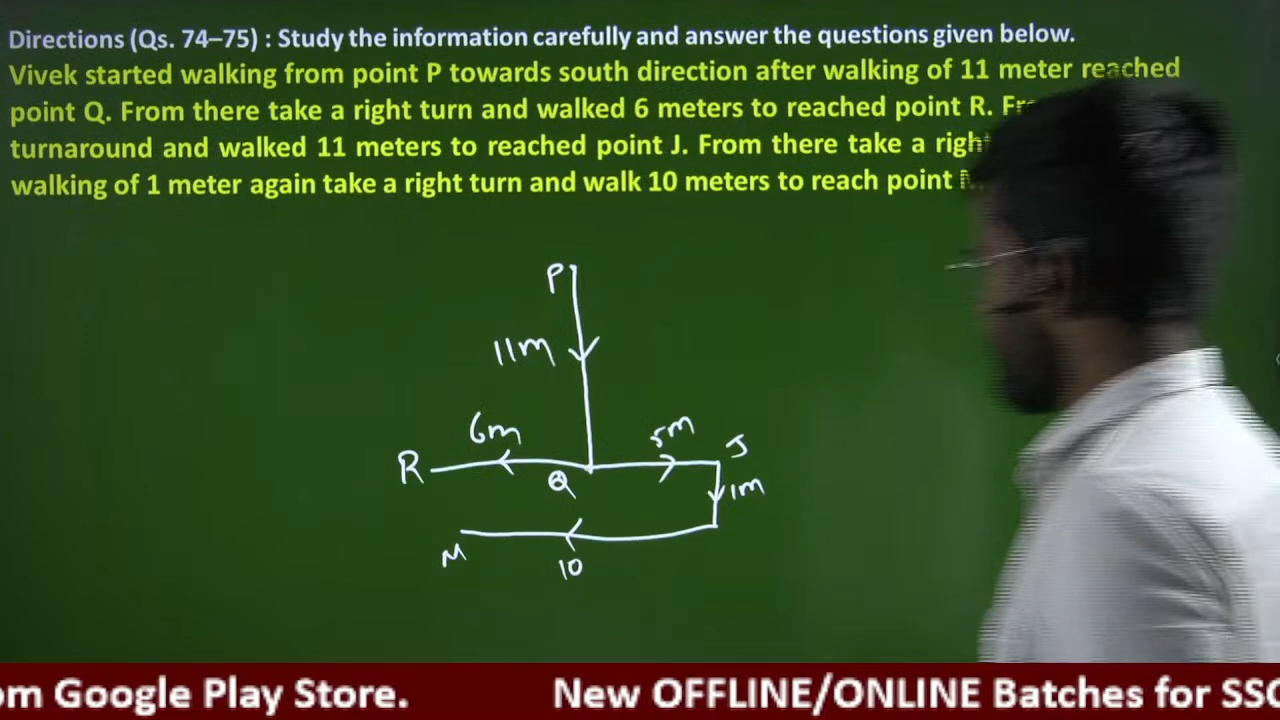 Directions (Qs. 74–75) : Study the information carefully and answer the questions given below.
Vivek started walking from point P towards south direction after walking of 11 meter reached
point Q. From there take a right turn and walked 6 meters to reached point R.
turnaround and walked 11 meters to reached point J. From there take a right
walking of 1 meter again take a right turn and walk 10 meters to reach point
P
11m
6m
5m
J
R
Q
1m
M
10
om Google Play Store. New OFFLINE/ONLINE Batches for SSC